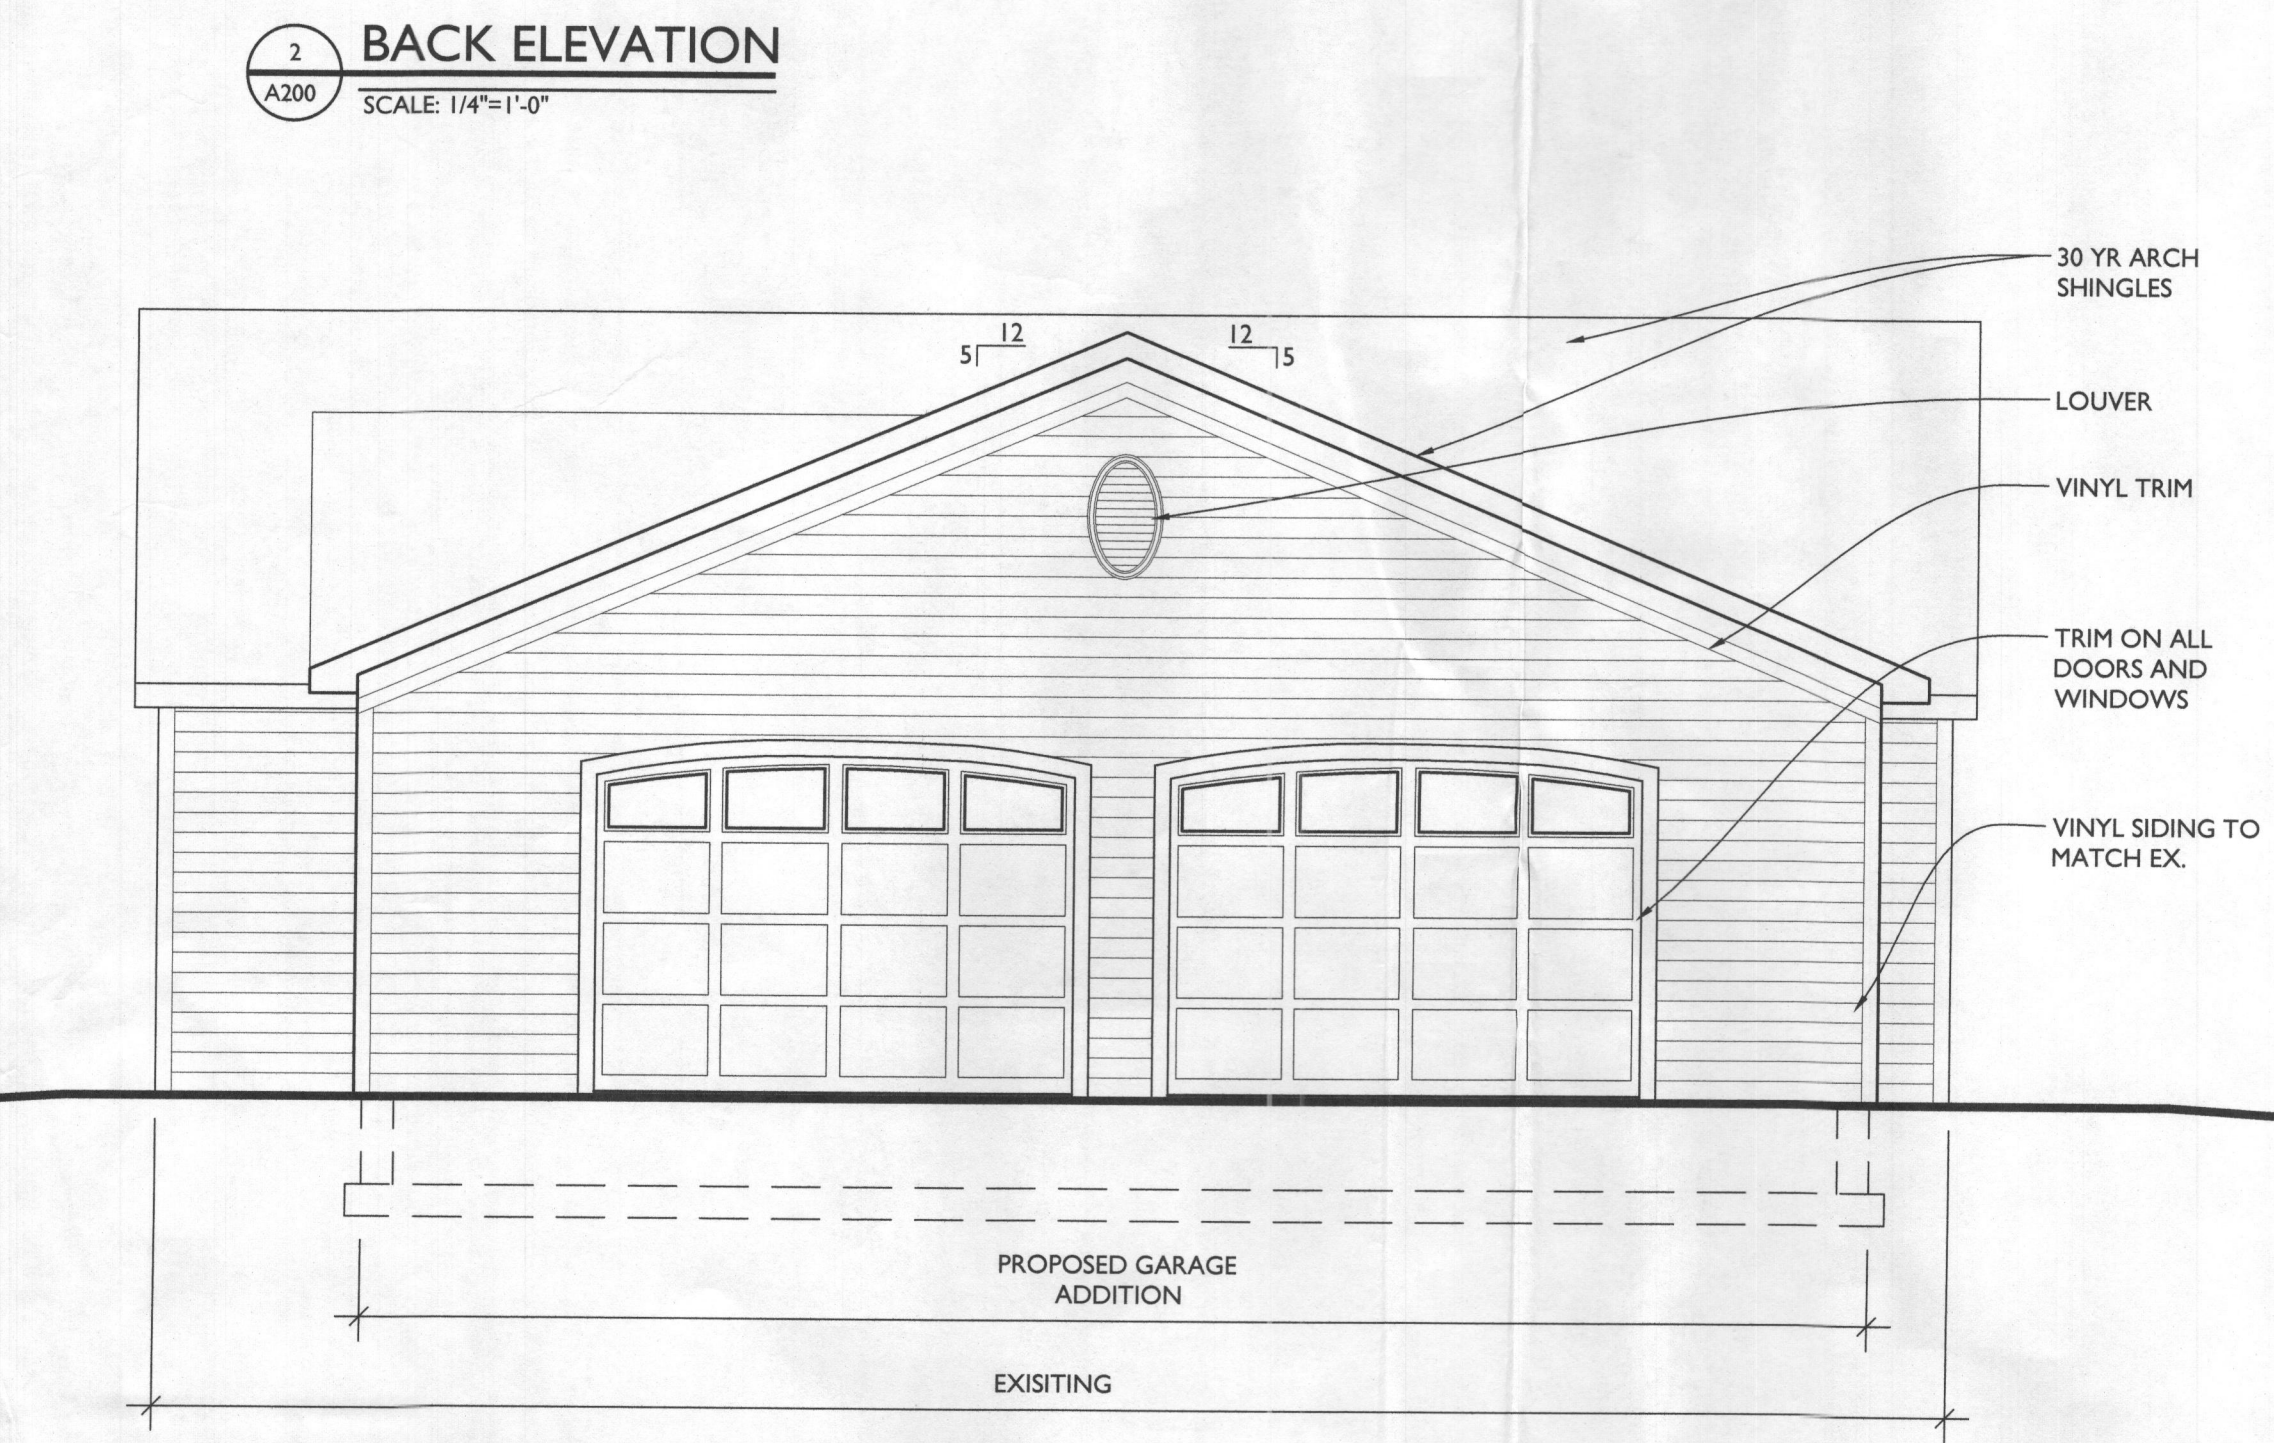 2
A200
BACK ELEVATION
SCALE: 1/4"=1'-0"
30 YR ARCH
SHINGLES
12
5
12
5
LOUVER
VINYL TRIM
TRIM ON ALL
DOORS AND
WINDOWS
VINYL SIDING TO
MATCH EX.
PROPOSED GARAGE
ADDITION
EXISITING